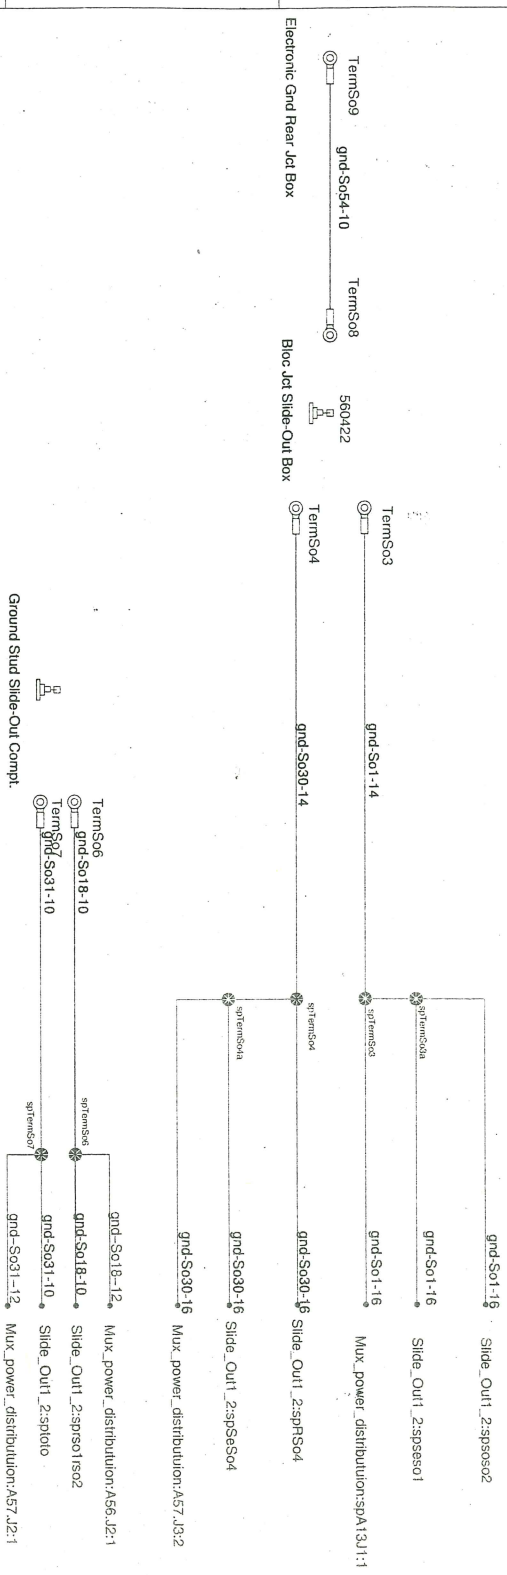 gnd-So1-16
Slide_Out1_2:spsoso2
TermSo9
gnd-So54-10
TermSo8
Electronic Gnd Rear Jct Box
560422
Bloc Jct Slide-Out Box
TermSo3
gnd-So1-14
spTermSo3a
gnd-So1-16
Slide_Out1_2:spseso1
spTermSo3
gnd-So1-16
Mux_power_distributuion:spA13J1:1
TermSo4
gnd-So30-14
spTermSo4
gnd-So30-16
Slide_Out1_2:spRSo4
spTermSo4a
gnd-So30-16
Slide_Out1_2:spSeSo4
gnd-So30-16
Mux_power_distributuion:A57.J3:2
gnd-So18-12
Mux_power_distributuion:A56.J2:1
TermSo6
gnd-So18-10
spTermSo6
gnd-So18-10
Slide_Out1_2:sprso1rso2
TermSo7
gnd-So31-10
spTermSo7
gnd-So31-10
Slide_Out1_2:sptoto
gnd-So31-12
Mux_power_distributuion:A57.J2:1
Ground Stud Slide-Out Compt.